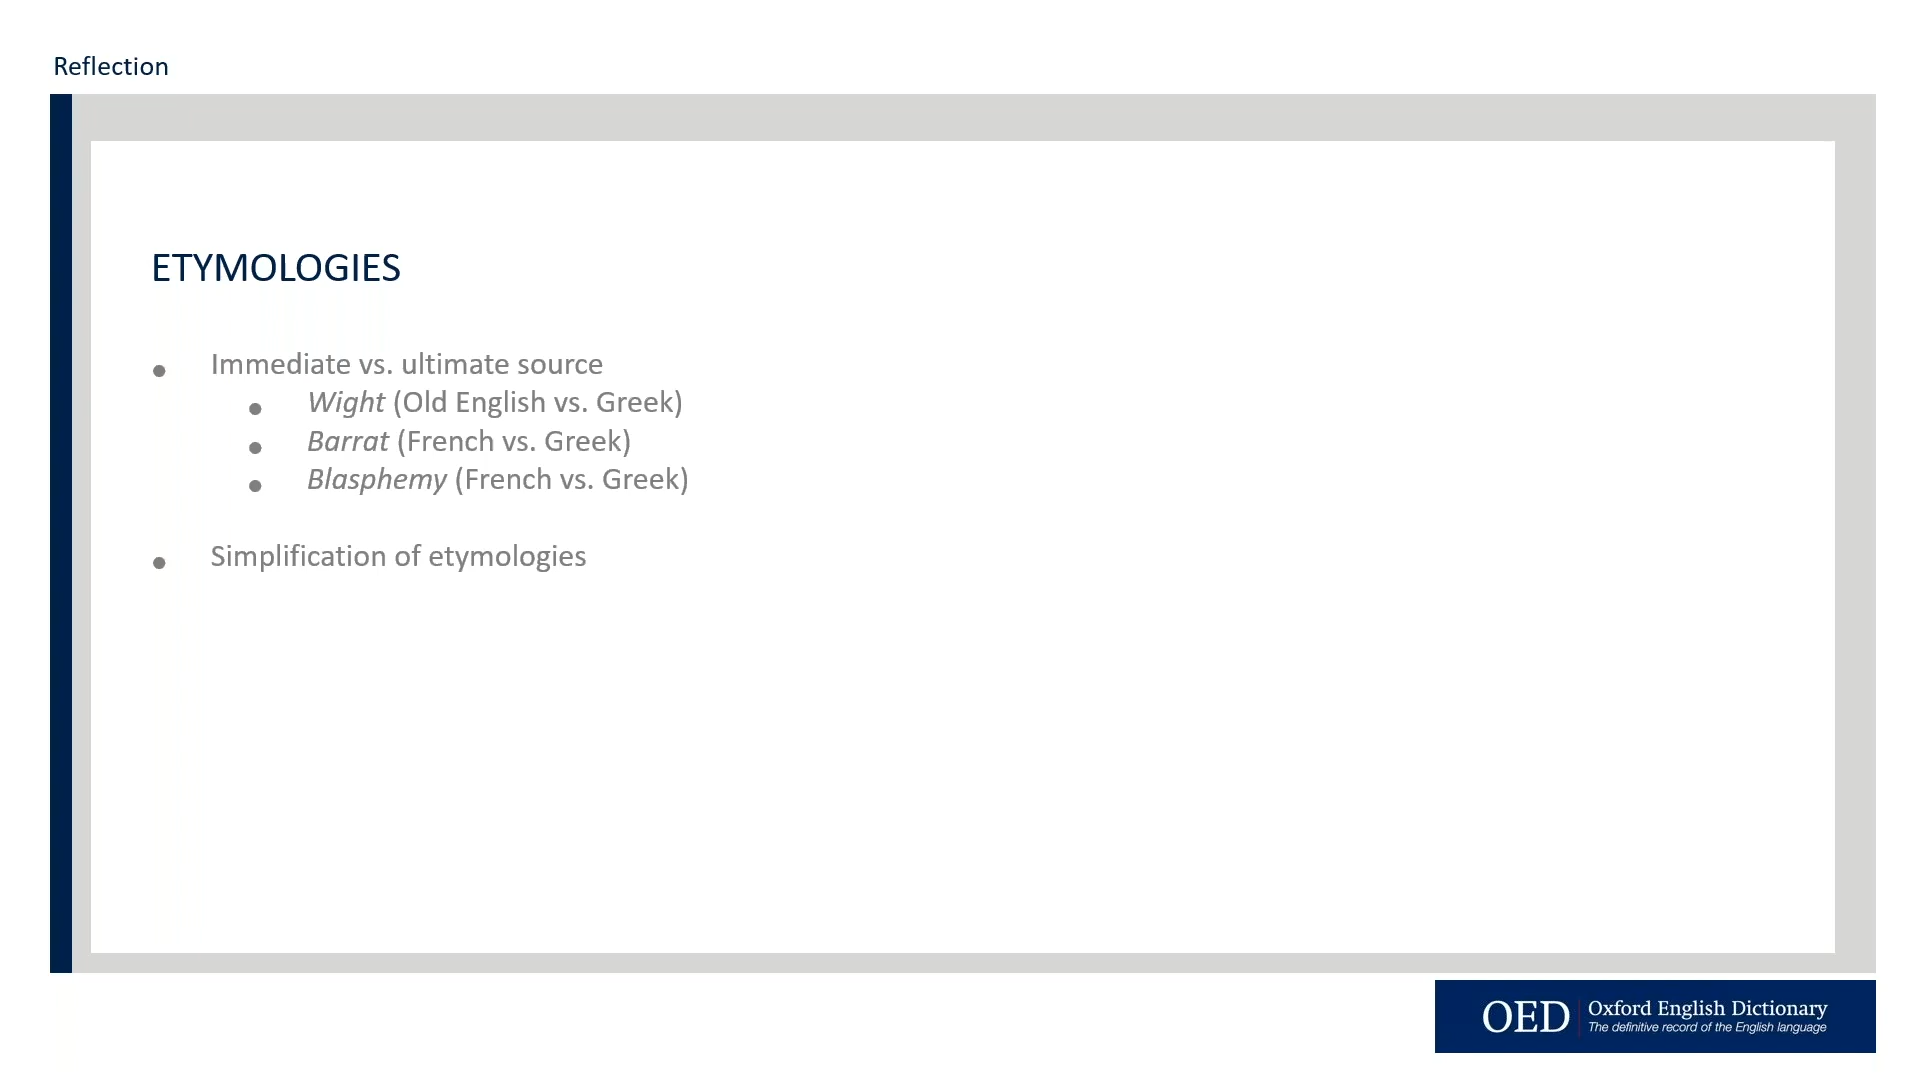 Reflection
ETYMOLOGIES
• Immediate vs. ultimate source
• Wight (Old English vs. Greek)
• Barrat (French vs. Greek)
• Blasphemy (French vs. Greek)
• Simplification of etymologies
OED Oxford English Dictionary
The definitive record of the English language